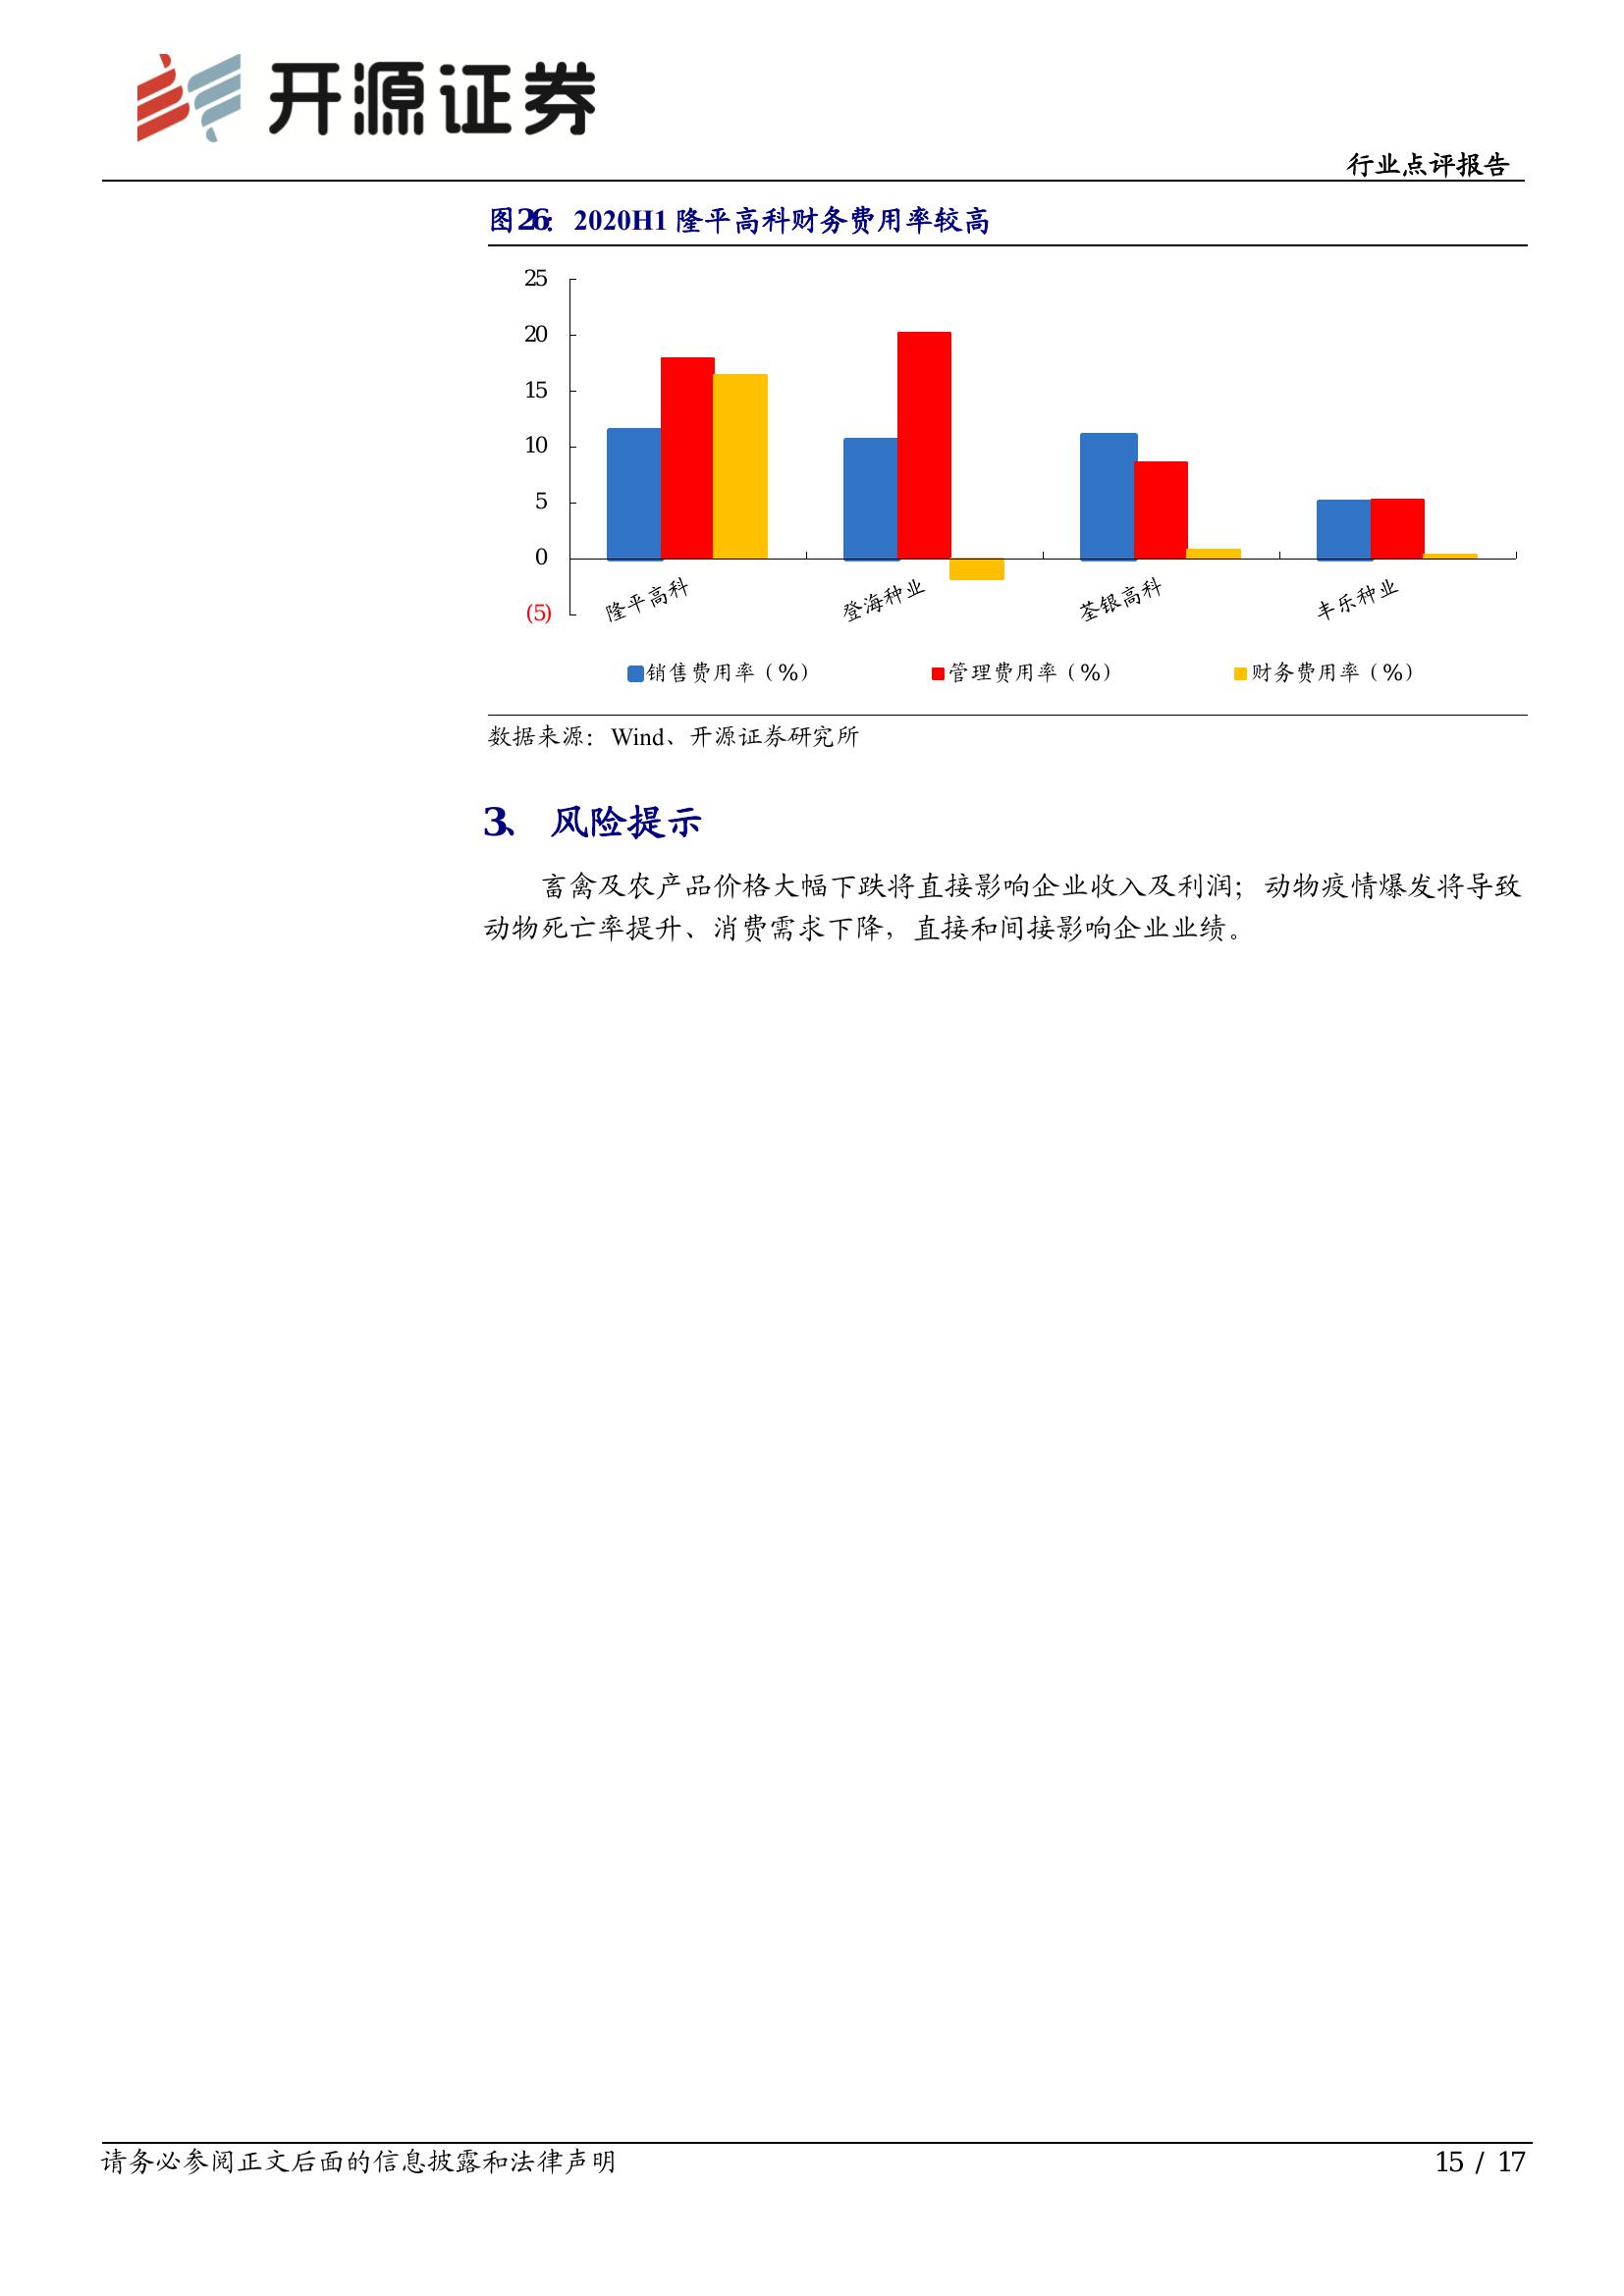 开源证券
行业点评报告
图26： 2020H1 隆平高科财务费用率较高
25
20
15
10
5
0
(5)
隆平高科 登海种业 荃银高科 丰乐种业
销售费用率（%） 管理费用率（%） 财务费用率（%）
数据来源：Wind、开源证券研究所
3、 风险提示
畜禽及农产品价格大幅下跌将直接影响企业收入及利润；动物疫情爆发将导致
动物死亡率提升、消费需求下降，直接和间接影响企业业绩。
请务必参阅正文后面的信息披露和法律声明 15 / 17